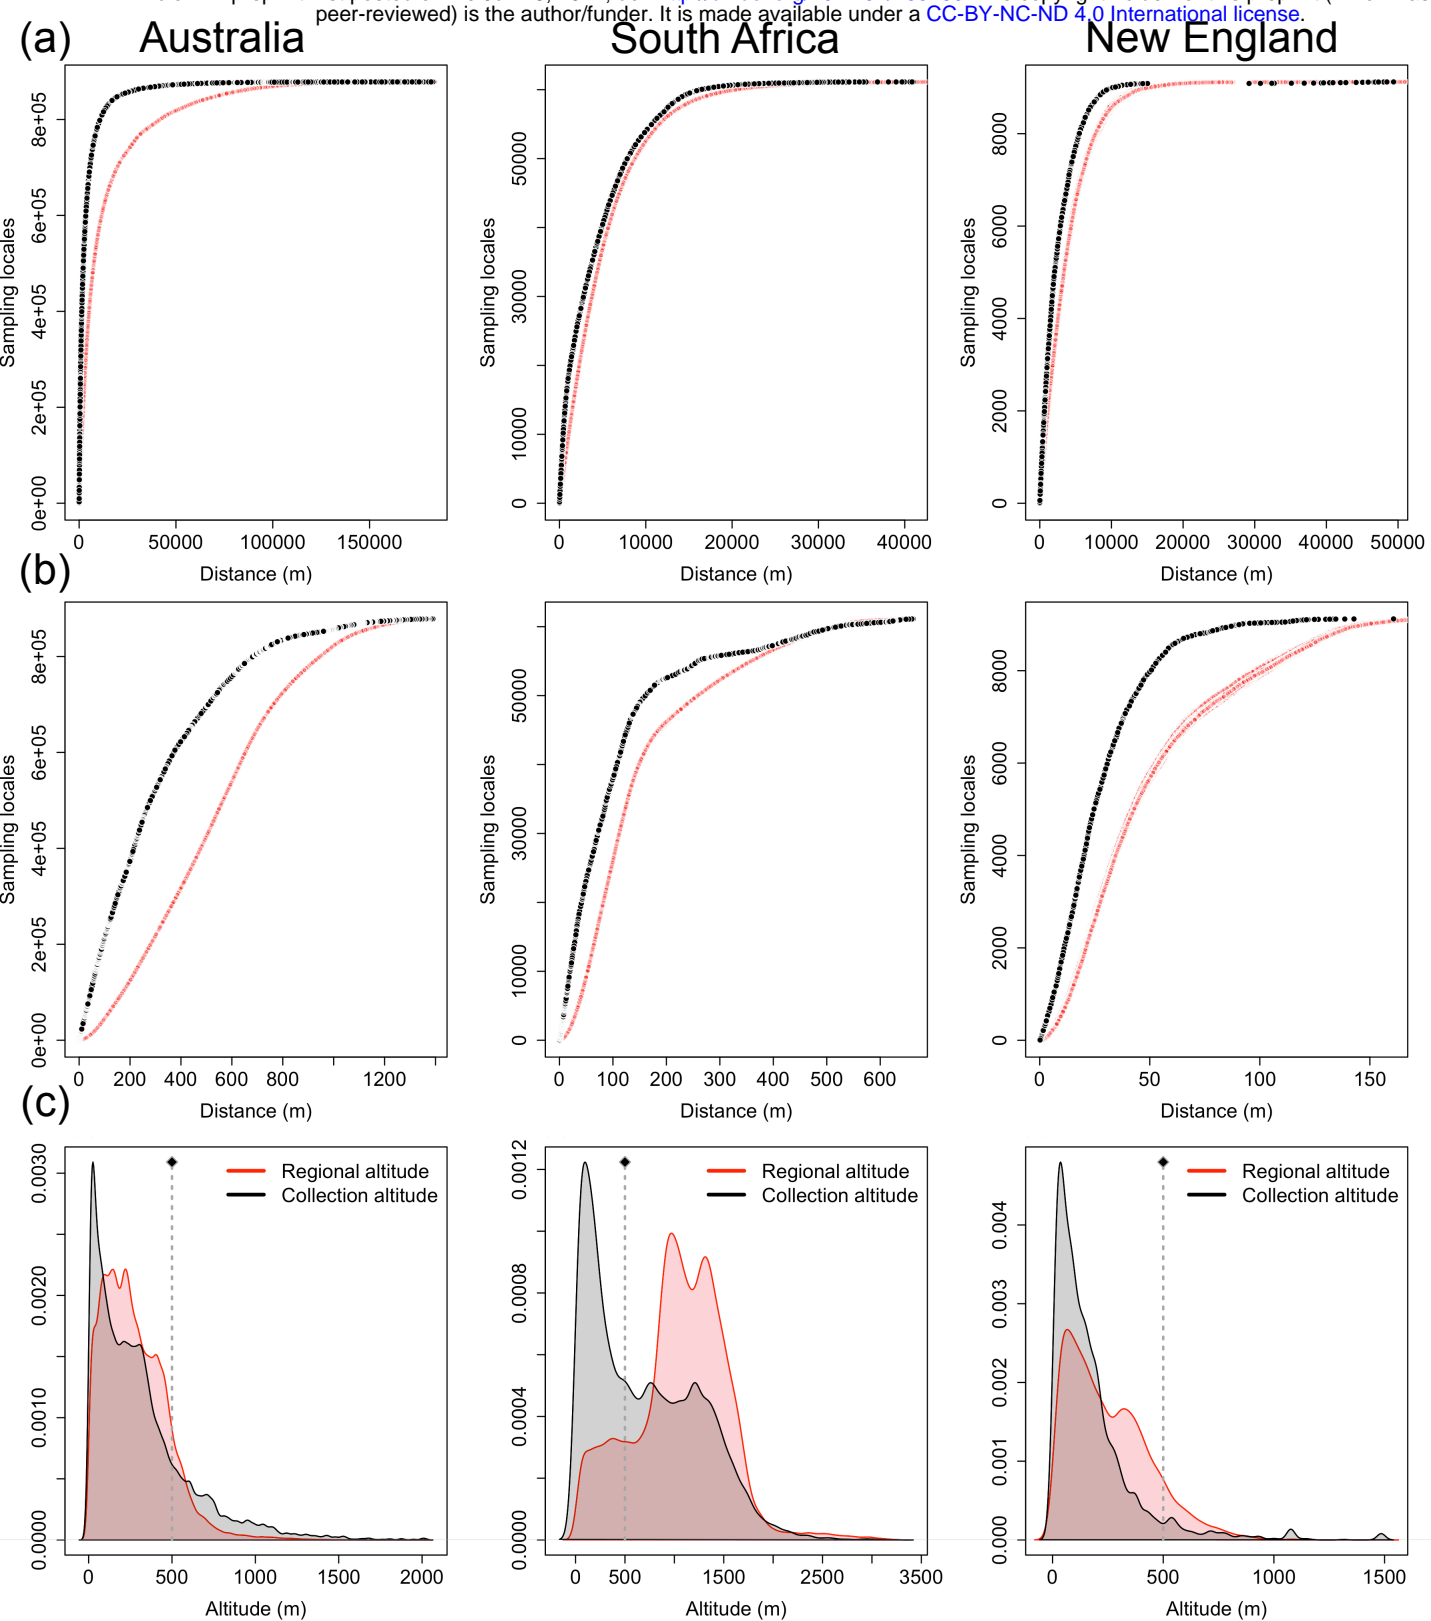 peer-reviewed) is the author/funder. It is made available under a CC-BY-NC-ND 4.0 International license.
(a) Australia South Africa New England
Sampling locales
0e+00 2e+05 4e+05 6e+05 8e+05
0 50000 100000 150000
Distance (m)
Sampling locales
0 10000 30000 50000
0 10000 20000 30000 40000
Distance (m)
Sampling locales
0 2000 4000 6000 8000
0 10000 20000 30000 40000 50000
Distance (m)
(b)
Sampling locales
0e+00 2e+05 4e+05 6e+05 8e+05
0 200 400 600 800 1200
Distance (m)
Sampling locales
0 10000 30000 50000
0 100 200 300 400 500 600
Distance (m)
Sampling locales
0 2000 4000 6000 8000
0 50 100 150
Distance (m)
(c)
0.0000 0.0010 0.0020 0.0030
Regional altitude
Collection altitude
0 500 1000 1500 2000
Altitude (m)
0.0000 0.0004 0.0008 0.0012
Regional altitude
Collection altitude
0 500 1500 2500 3500
Altitude (m)
0.000 0.001 0.002 0.003 0.004
Regional altitude
Collection altitude
0 500 1000 1500
Altitude (m)